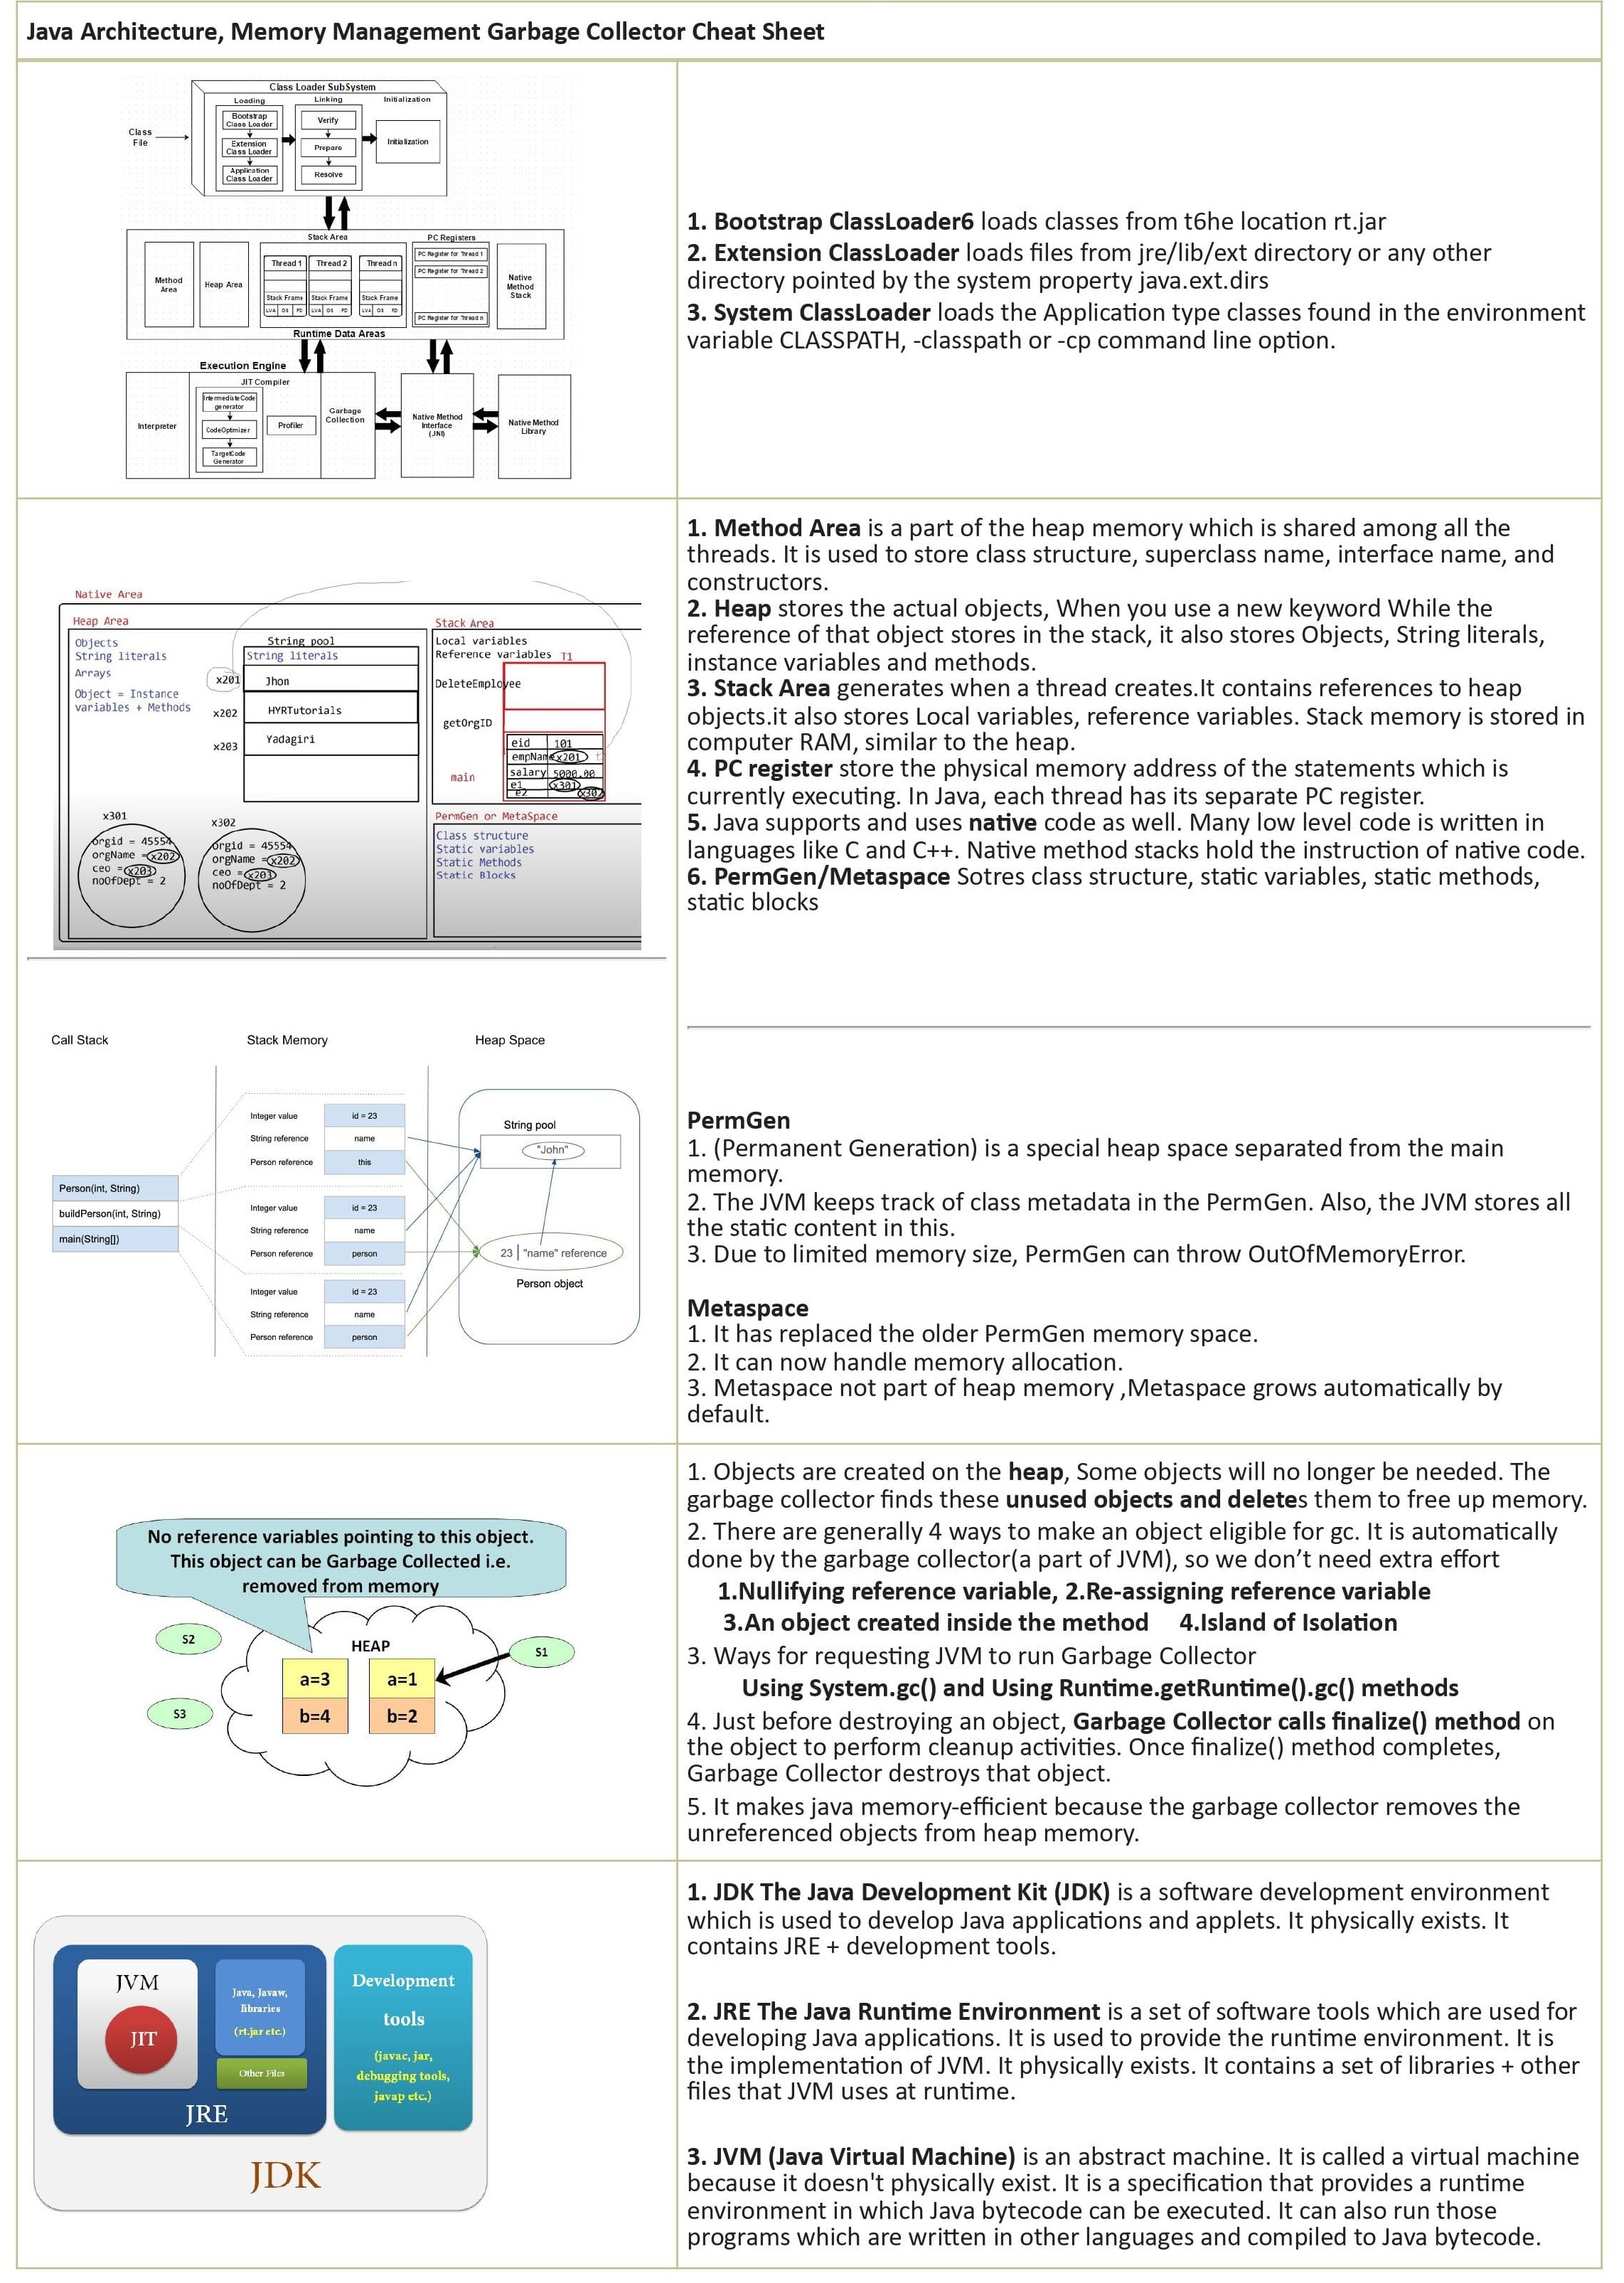 Java Architecture, Memory Management Garbage Collector Cheat Sheet
Class Loader SubSystem
Loading
Linking
Initialization
Class
File
Bootstrap
Class Loader
Extension
Class Loader
Application
Class Loader
Verify
Prepare
Resolve
Initialization
Stack Area
PC Registers
Method
Area
Heap Area
Thread 1
Thread 2
Thread n
Stack Frame
Stack Frame
Stack Frame
LVA OS FD
LVA OS FD
LVA OS FD
PC Register for Thread 1
PC Register for Thread 2
PC Register for Thread n
Native
Method
Stack
Runtime Data Areas
Execution Engine
JIT Compiler
Interpreter
Intermediate Code
generator
CodeOptimizer
TargetCode
Generator
Profiler
Garbage
Collection
Native Method
Interface
(JNI)
Native Method
Library
1. Bootstrap ClassLoader6 loads classes from t6he location rt.jar
2. Extension ClassLoader loads files from jre/lib/ext directory or any other
directory pointed by the system property java.ext.dirs
3. System ClassLoader loads the Application type classes found in the environment
variable CLASSPATH, -classpath or -cp command line option.
Native Area
Heap Area
Objects
String literals
Arrays
Object = Instance
variables + Methods
String pool
String literals
x201
Jhon
x202
HYRTutorials
x203
Yadagiri
x301
orgid = 45554
orgName = x202
ceo = x203
noOfDept = 2
x302
orgid = 45554
orgName = x202
ceo = x203
noOfDept = 2
Stack Area
Local variables
Reference variables T1
DeleteEmployee
getOrgID
main
eid 101
empName x201
salary 5000.00
e1 x301
e2 x302
PermGen or MetaSpace
Class structure
Static variables
Static Methods
Static Blocks
1. Method Area is a part of the heap memory which is shared among all the
threads. It is used to store class structure, superclass name, interface name, and
constructors.
2. Heap stores the actual objects, When you use a new keyword While the
reference of that object stores in the stack, it also stores Objects, String literals,
instance variables and methods.
3. Stack Area generates when a thread creates.It contains references to heap
objects.it also stores Local variables, reference variables. Stack memory is stored in
computer RAM, similar to the heap.
4. PC register store the physical memory address of the statements which is
currently executing. In Java, each thread has its separate PC register.
5. Java supports and uses native code as well. Many low level code is written in
languages like C and C++. Native method stacks hold the instruction of native code.
6. PermGen/Metaspace Sotres class structure, static variables, static methods,
static blocks
Call Stack
Stack Memory
Heap Space
Person(int, String)
buildPerson(int, String)
main(String[])
Integer value id = 23
String reference name
Person reference this
Integer value id = 23
String reference name
Person reference person
Integer value id = 23
String reference name
Person reference person
String pool
"John"
23 | "name" reference
Person object
PermGen
1. (Permanent Generation) is a special heap space separated from the main
memory.
2. The JVM keeps track of class metadata in the PermGen. Also, the JVM stores all
the static content in this.
3. Due to limited memory size, PermGen can throw OutOfMemoryError.
Metaspace
1. It has replaced the older PermGen memory space.
2. It can now handle memory allocation.
3. Metaspace not part of heap memory ,Metaspace grows automatically by
default.
No reference variables pointing to this object.
This object can be Garbage Collected i.e.
removed from memory
S2
S3
HEAP
a=3
b=4
a=1
b=2
S1
1. Objects are created on the heap, Some objects will no longer be needed. The
garbage collector finds these unused objects and deletes them to free up memory.
2. There are generally 4 ways to make an object eligible for gc. It is automatically
done by the garbage collector(a part of JVM), so we don’t need extra effort
1.Nullifying reference variable, 2.Re-assigning reference variable
3.An object created inside the method 4.Island of Isolation
3. Ways for requesting JVM to run Garbage Collector
Using System.gc() and Using Runtime.getRuntime().gc() methods
4. Just before destroying an object, Garbage Collector calls finalize() method on
the object to perform cleanup activities. Once finalize() method completes,
Garbage Collector destroys that object.
5. It makes java memory-efficient because the garbage collector removes the
unreferenced objects from heap memory.
JVM
JIT
Java, Javaw,
libraries
(rt.jar etc.)
Other Files
JRE
Development
tools
(javac, jar,
debugging tools,
javap etc.)
JDK
1. JDK The Java Development Kit (JDK) is a software development environment
which is used to develop Java applications and applets. It physically exists. It
contains JRE + development tools.
2. JRE The Java Runtime Environment is a set of software tools which are used for
developing Java applications. It is used to provide the runtime environment. It is
the implementation of JVM. It physically exists. It contains a set of libraries + other
files that JVM uses at runtime.
3. JVM (Java Virtual Machine) is an abstract machine. It is called a virtual machine
because it doesn't physically exist. It is a specification that provides a runtime
environment in which Java bytecode can be executed. It can also run those
programs which are written in other languages and compiled to Java bytecode.